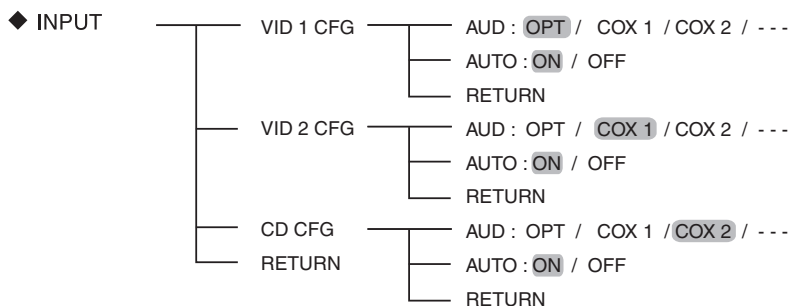 ◆ INPUT VID 1 CFG AUD : OPT / COX 1 / COX 2 / - - -
AUTO : ON / OFF
RETURN
VID 2 CFG AUD : OPT / COX 1 / COX 2 / - - -
AUTO : ON / OFF
RETURN
CD CFG AUD : OPT / COX 1 / COX 2 / - - -
RETURN AUTO : ON / OFF
RETURN